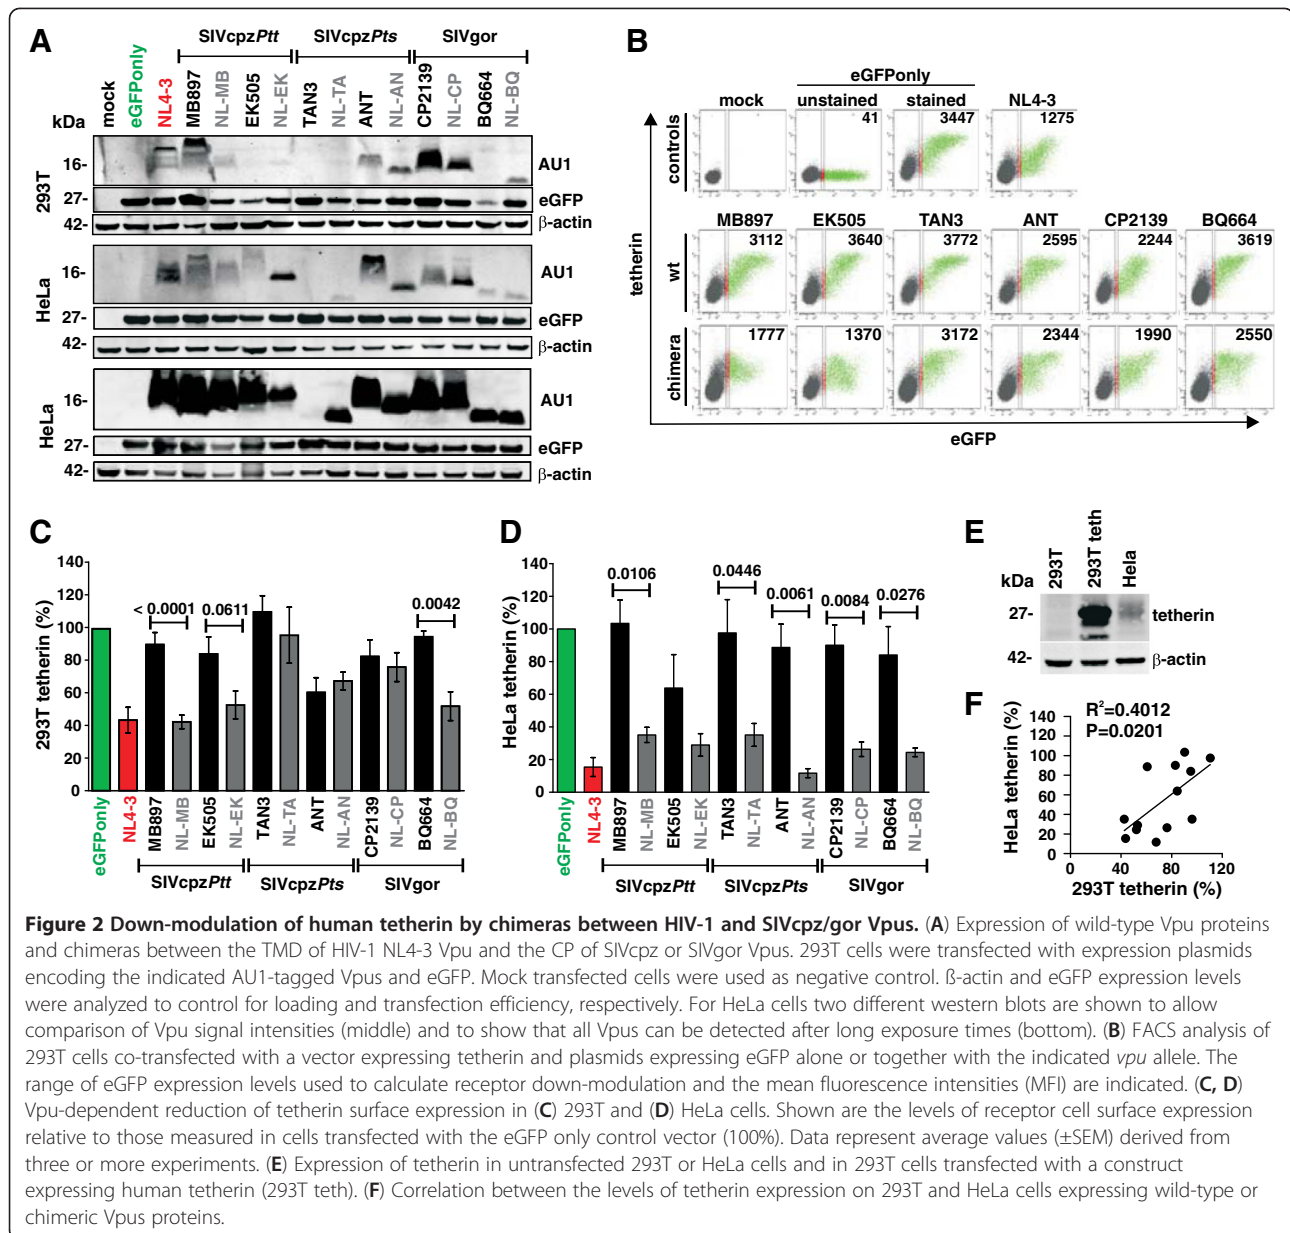 A
SIVcpzPtt SIVcpzPts SIVgor
mock eGFPonly NL4-3 MB897 NL-MB EK505 NL-EK TAN3 NL-TA ANT NL-AN CP2139 NL-CP BQ664 NL-BQ
kDa
293T
16- AU1
27- eGFP
42- β-actin
HeLa
16- AU1
27- eGFP
42- β-actin
HeLa
16- AU1
27- eGFP
42- β-actin
B
eGFPonly
mock unstained stained NL4-3
41 3447 1275
controls
MB897 EK505 TAN3 ANT CP2139 BQ664
3112 3640 3772 2595 2244 3619
wt
1777 1370 3172 2344 1990 2550
chimera
tetherin
eGFP
C
293T tetherin (%)
140
120
100
80
60
40
20
0
< 0.0001 0.0611 0.0042
eGFPonly NL4-3 MB897 NL-MB EK505 NL-EK TAN3 NL-TA ANT NL-AN CP2139 NL-CP BQ664 NL-BQ
SIVcpzPtt SIVcpzPts SIVgor
D
HeLa tetherin (%)
140
120
100
80
60
40
20
0
0.0106 0.0446 0.0061 0.0084 0.0276
eGFPonly NL4-3 MB897 NL-MB EK505 NL-EK TAN3 NL-TA ANT NL-AN CP2139 NL-CP BQ664 NL-BQ
SIVcpzPtt SIVcpzPts SIVgor
E
293T 293T teth Hela
kDa
27- tetherin
42- β-actin
F
R²=0.4012
P=0.0201
HeLa tetherin (%)
140
120
100
80
60
40
20
0
0 40 80 120
293T tetherin (%)
Figure 2 Down-modulation of human tetherin by chimeras between HIV-1 and SIVcpz/gor Vpus. (A) Expression of wild-type Vpu proteins
and chimeras between the TMD of HIV-1 NL4-3 Vpu and the CP of SIVcpz or SIVgor Vpus. 293T cells were transfected with expression plasmids
encoding the indicated AU1-tagged Vpus and eGFP. Mock transfected cells were used as negative control. ß-actin and eGFP expression levels
were analyzed to control for loading and transfection efficiency, respectively. For HeLa cells two different western blots are shown to allow
comparison of Vpu signal intensities (middle) and to show that all Vpus can be detected after long exposure times (bottom). (B) FACS analysis of
293T cells co-transfected with a vector expressing tetherin and plasmids expressing eGFP alone or together with the indicated vpu allele. The
range of eGFP expression levels used to calculate receptor down-modulation and the mean fluorescence intensities (MFI) are indicated. (C, D)
Vpu-dependent reduction of tetherin surface expression in (C) 293T and (D) HeLa cells. Shown are the levels of receptor cell surface expression
relative to those measured in cells transfected with the eGFP only control vector (100%). Data represent average values (±SEM) derived from
three or more experiments. (E) Expression of tetherin in untransfected 293T or HeLa cells and in 293T cells transfected with a construct
expressing human tetherin (293T teth). (F) Correlation between the levels of tetherin expression on 293T and HeLa cells expressing wild-type or
chimeric Vpus proteins.